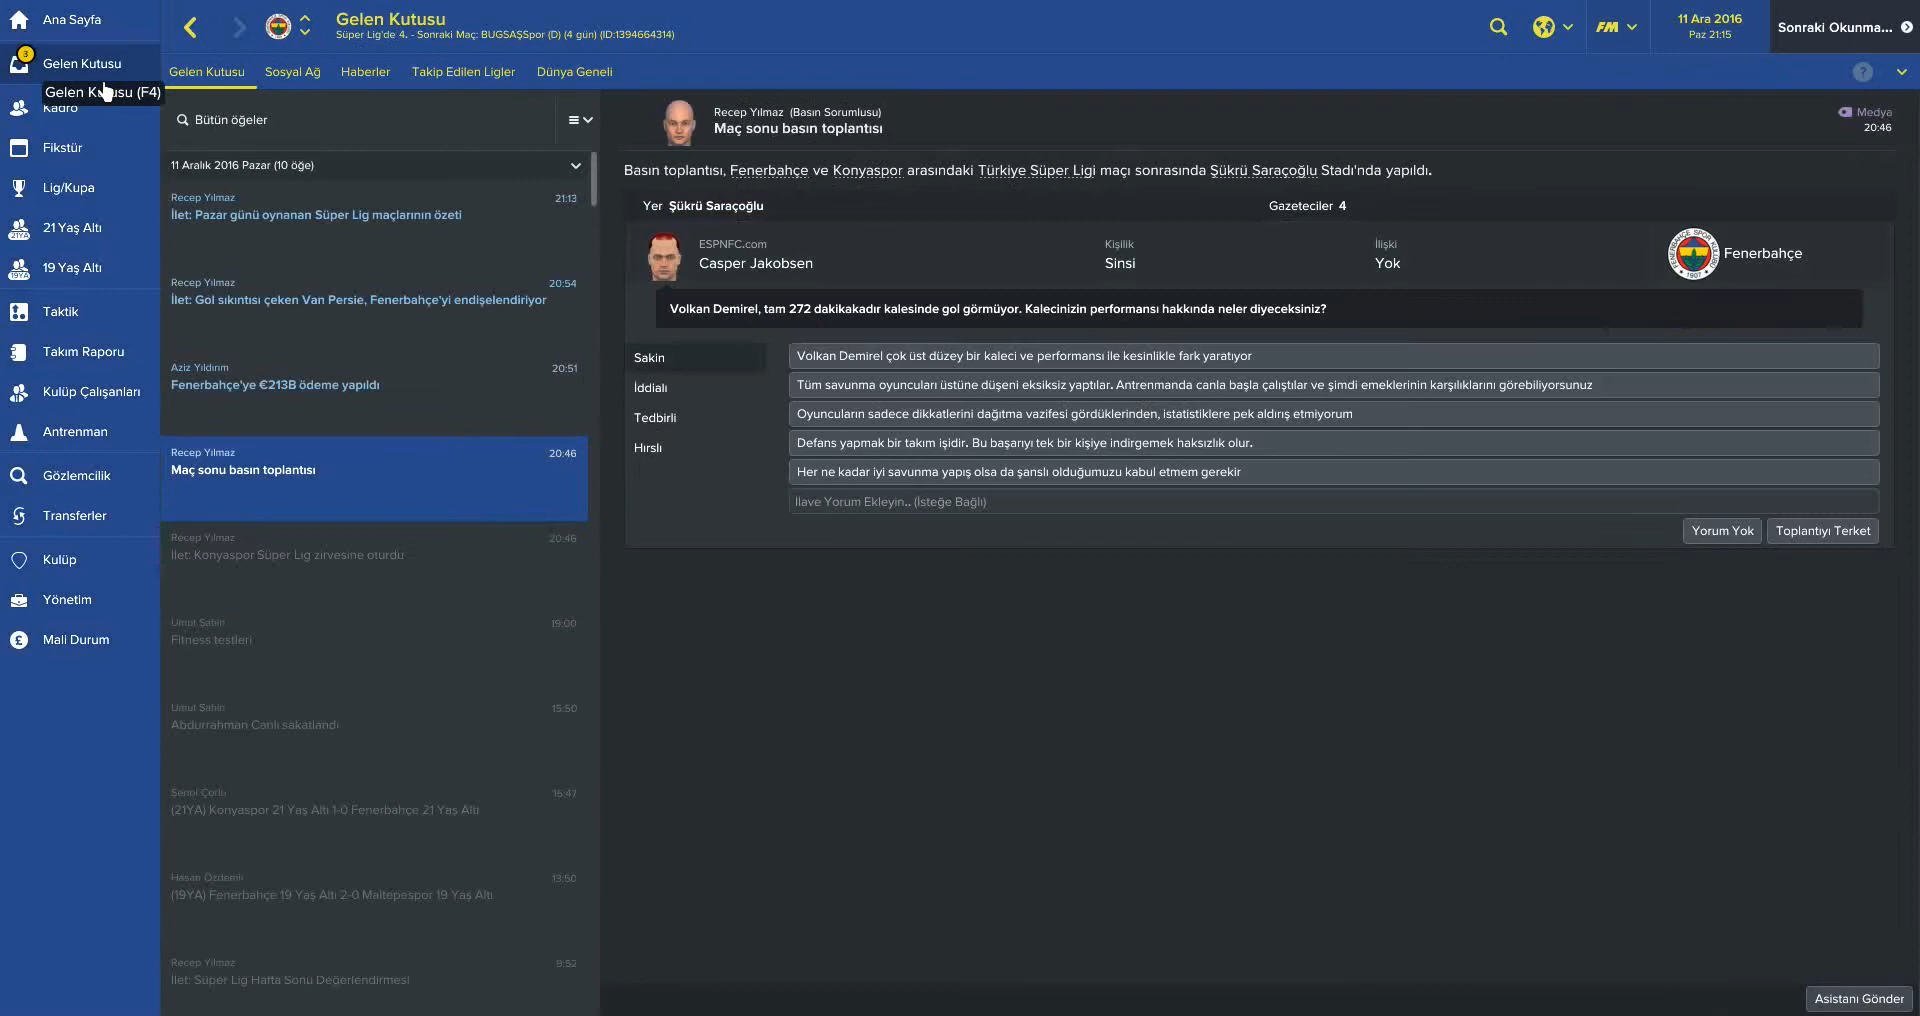 Ana Sayfa
3
Gelen Kutusu
Gelen Kutusu (F4)
Kadro
Fikstür
Lig/Kupa
21 Yaş Altı
19 Yaş Altı
Taktik
Takım Raporu
Kulüp Çalışanları
Antrenman
Gözlemcilik
Transferler
Kulüp
Yönetim
Mali Durum
Gelen Kutusu
Süper Lig'de 4. - Sonraki Maç: BUGSAŞSpor (D) (4 gün) (ID:1394664314)
FM
11 Ara 2016
Paz 21:15
Sonraki Okunma...
Gelen Kutusu Sosyal Ağ Haberler Takip Edilen Ligler Dünya Geneli
?
Bütün öğeler
11 Aralık 2016 Pazar (10 öğe)
Recep Yılmaz 21:13
İlet: Pazar günü oynanan Süper Lig maçlarının özeti
Recep Yılmaz 20:54
İlet: Gol sıkıntısı çeken Van Persie, Fenerbahçe'yi endişelendiriyor
Aziz Yıldırım 20:51
Fenerbahçe'ye €213B ödeme yapıldı
Recep Yılmaz 20:46
Maç sonu basın toplantısı
Recep Yılmaz 20:46
İlet: Konyaspor Süper Lig zirvesine oturdu
Umut Şahin 19:00
Fitness testleri
Umut Şahin 15:50
Abdurrahman Canlı sakatlandı
Şenol Çorlu 15:47
(21YA) Konyaspor 21 Yaş Altı 1-0 Fenerbahçe 21 Yaş Altı
Hasan Özdemir 13:50
(19YA) Fenerbahçe 19 Yaş Altı 2-0 Maltepespor 19 Yaş Altı
Recep Yılmaz 9:52
İlet: Süper Lig Hafta Sonu Değerlendirmesi
Recep Yılmaz (Basın Sorumlusu)
Maç sonu basın toplantısı
Medya
20:46
Basın toplantısı, Fenerbahçe ve Konyaspor arasındaki Türkiye Süper Ligi maçı sonrasında Şükrü Saraçoğlu Stadı'nda yapıldı.
Yer Şükrü Saraçoğlu Gazeteciler 4
ESPNFC.com Kişilik İlişki
Casper Jakobsen Sinsi Yok
Fenerbahçe
Volkan Demirel, tam 272 dakikakadır kalesinde gol görmüyor. Kalecinizin performansı hakkında neler diyeceksiniz?
Sakin
İddialı
Tedbirli
Hırslı
Volkan Demirel çok üst düzey bir kaleci ve performansı ile kesinlikle fark yaratıyor
Tüm savunma oyuncuları üstüne düşeni eksiksiz yaptılar. Antrenmanda canla başla çalıştılar ve şimdi emeklerinin karşılıklarını görebiliyorsunuz
Oyuncuların sadece dikkatlerini dağıtma vazifesi gördüklerinden, istatistiklere pek aldırış etmiyorum
Defans yapmak bir takım işidir. Bu başarıyı tek bir kişiye indirgemek haksızlık olur.
Her ne kadar iyi savunma yapış olsa da şanslı olduğumuzu kabul etmem gerekir
İlave Yorum Ekleyin.. (İsteğe Bağlı)
Yorum Yok Toplantıyı Terket
Asistanı Gönder